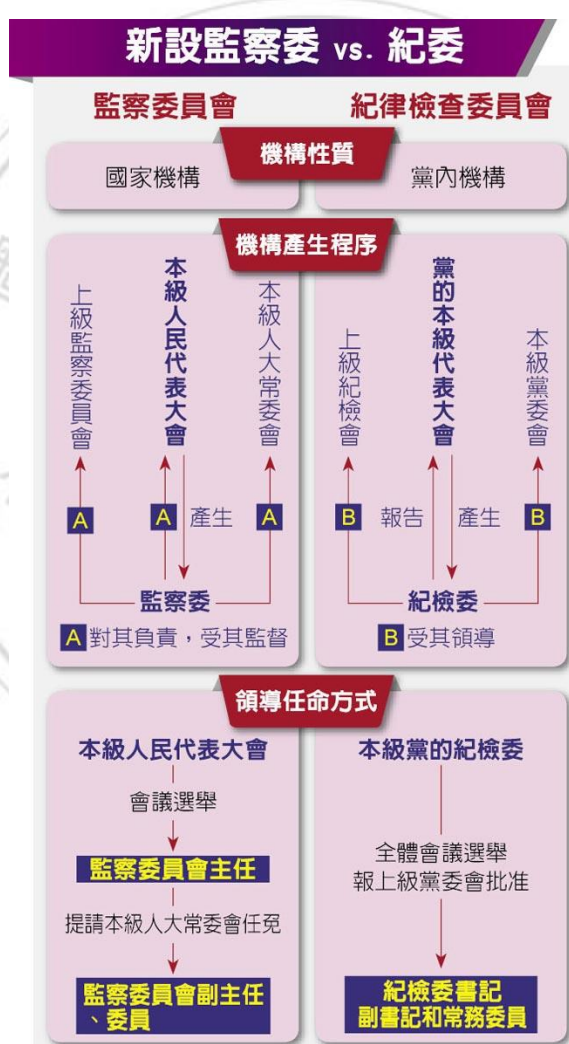 新設監察委 vs. 紀委
監察委員會
紀律檢查委員會
機構性質
國家機構
黨內機構
機構產生程序
上級監察委員會
本級人民代表大會
本級人大常委會
A
A
產生
A
監察委
A 對其負責，受其監督
上級紀檢會
黨的本級代表大會
本級黨委會
B
報告
產生
B
紀檢委
B 受其領導
領導任命方式
本級人民代表大會
會議選舉
監察委員會主任
提請本級人大常委會任免
監察委員會副主任
、委員
本級黨的紀檢委
全體會議選舉
報上級黨委會批准
紀檢委書記
副書記和常務委員